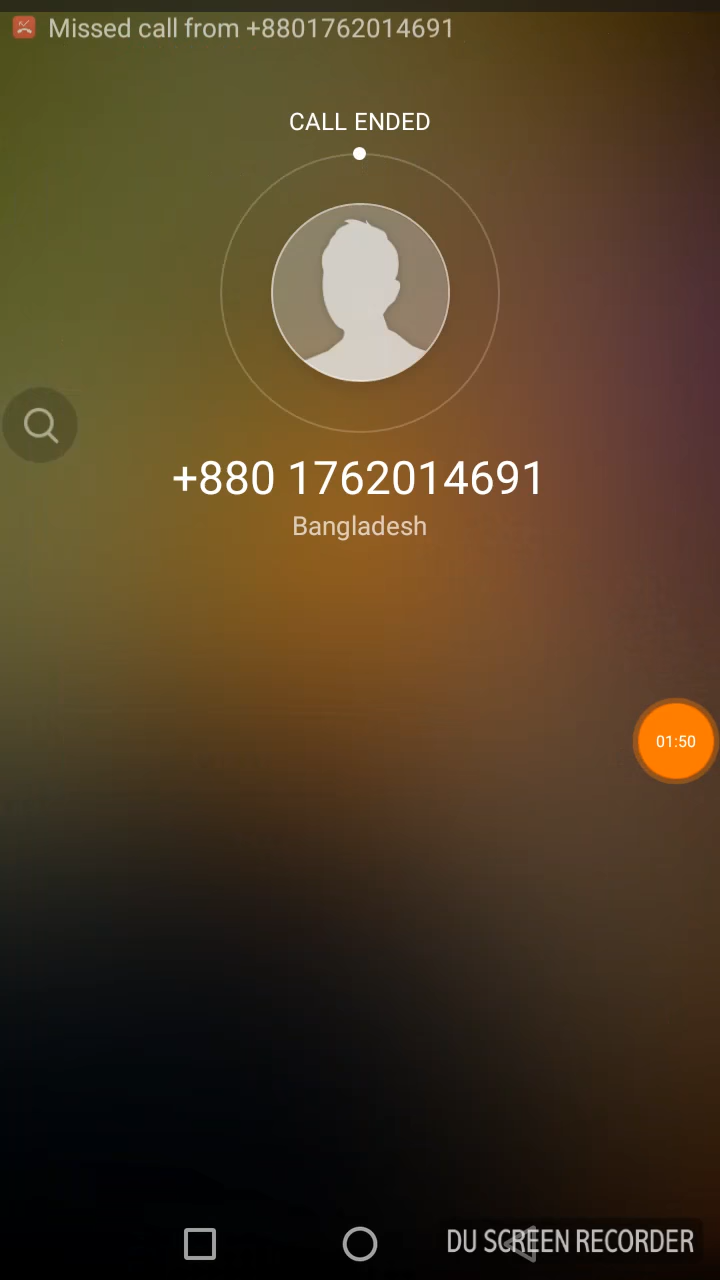 Missed call from +8801762014691
CALL ENDED
+880 1762014691
Bangladesh
01:50
DU SCREEN RECORDER